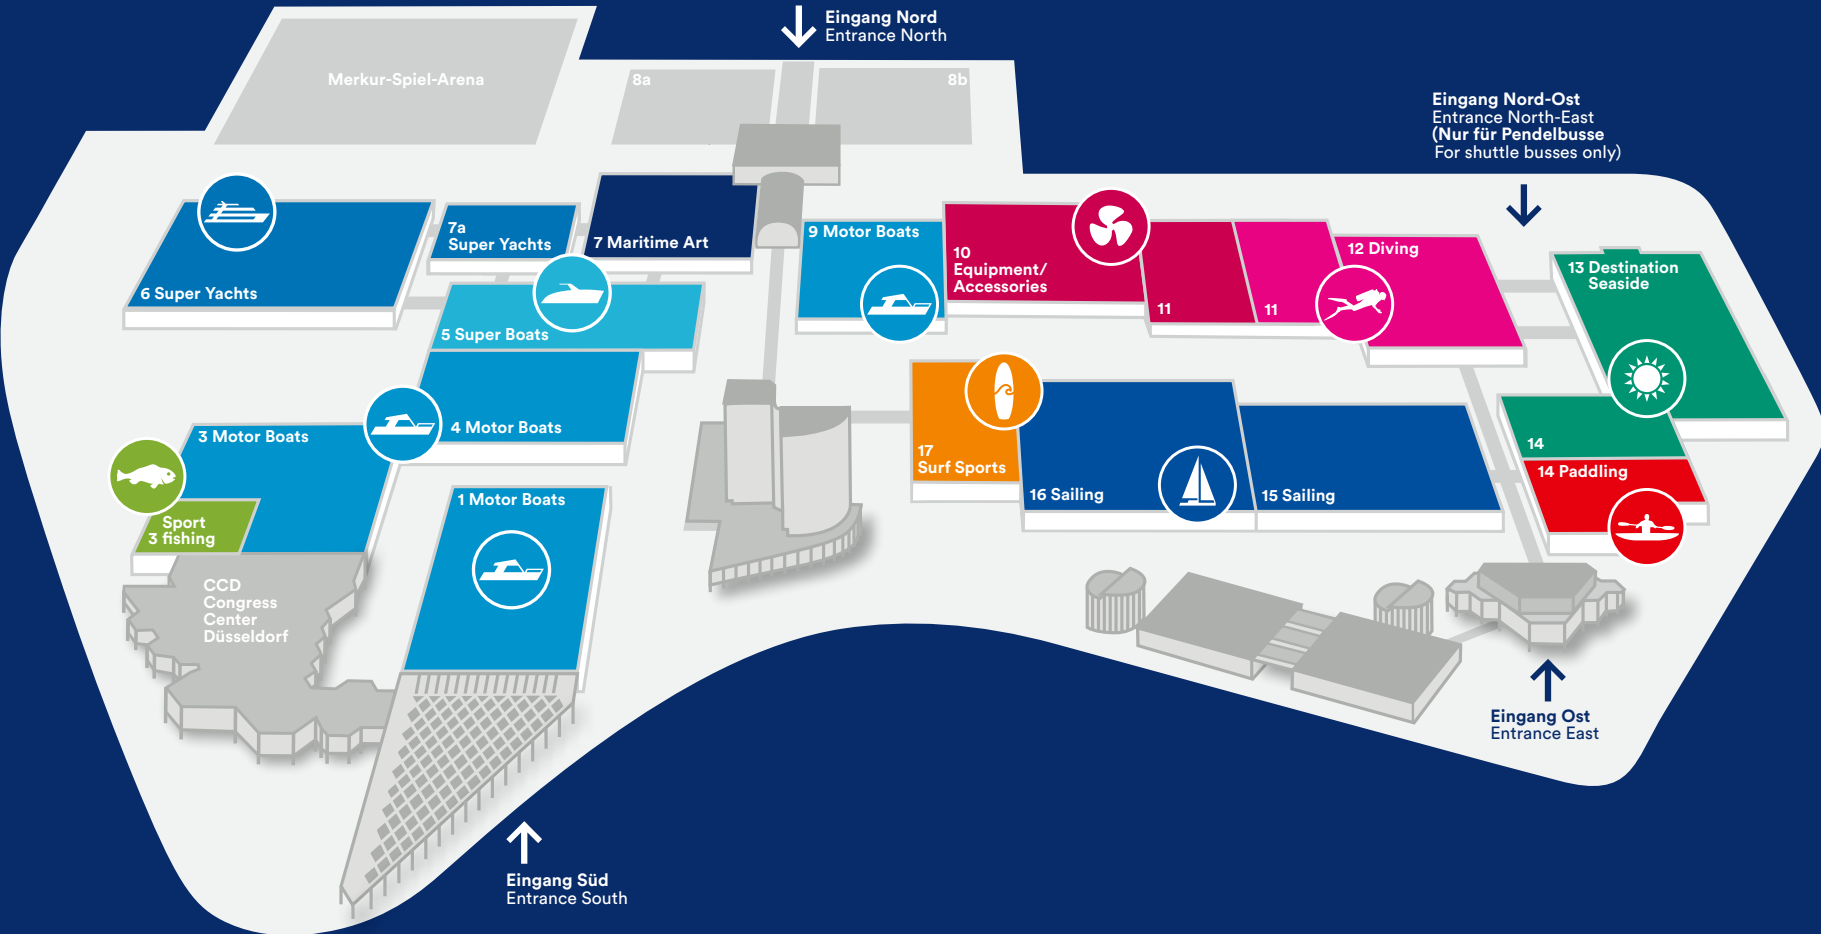 Eingang Nord
Entrance North
Merkur-Spiel-Arena
8a
8b
Eingang Nord-Ost
Entrance North-East
(Nur für Pendelbusse
For shuttle busses only)
7a
Super Yachts
7 Maritime Art
6 Super Yachts
5 Super Boats
4 Motor Boats
3 Motor Boats
Sport
3 fishing
1 Motor Boats
CCD
Congress
Center
Düsseldorf
9 Motor Boats
10
Equipment/
Accessories
11
11
12 Diving
13 Destination
Seaside
14
14 Paddling
17
Surf Sports
16 Sailing
15 Sailing
Eingang Ost
Entrance East
Eingang Süd
Entrance South